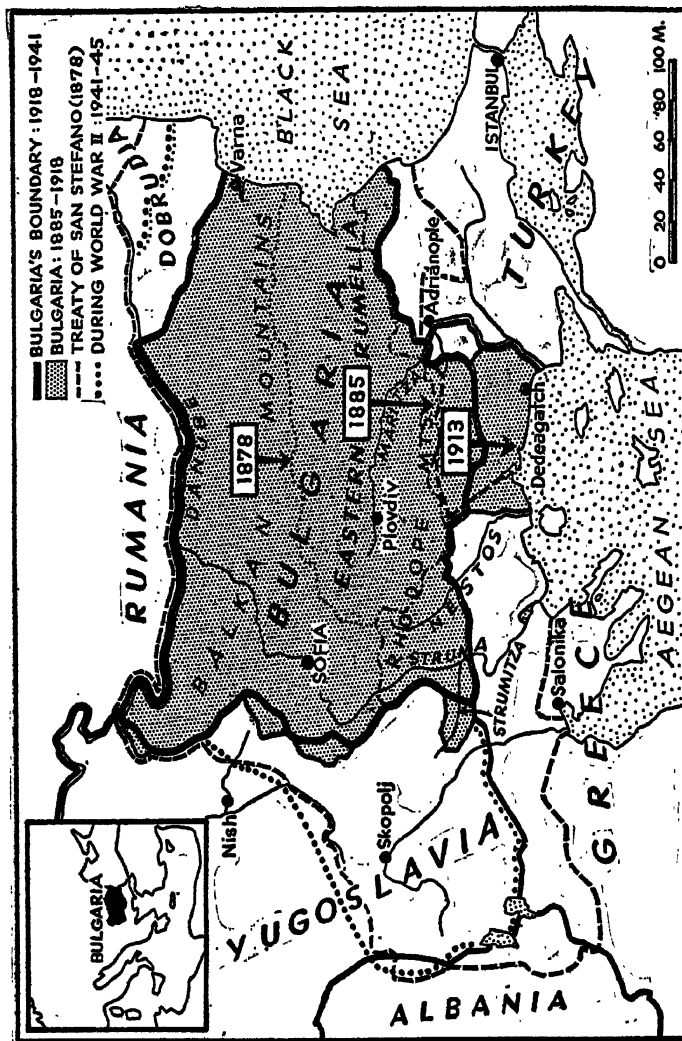 BULGARIA'S BOUNDARY: 1918-1941
BULGARIA: 1885-1918
TREATY OF SAN STEFANO (1878)
DURING WORLD WAR II: 1941-45
BULGARIA
RUMANIA
DOBRUDJA
DANUBE
Varna
BLACK SEA
BALKAN MOUNTAINS
1878
BULGARIA
SOFIA
EASTERN RUMELIA
1885
Plovdiv
RHODOPE MTS
1913
Nish
YUGOSLAVIA
Skopolj
STRUMA
NESTOS
STRUMITZA
Adrianople
ISTANBUL
TURKEY
Dedeagatch
Salonika
GREECE
ALBANIA
AEGEAN SEA
0 20 40 60 80 100 M.